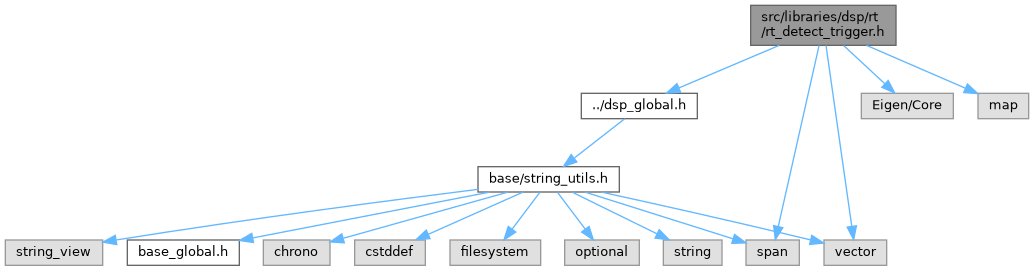 src/libraries/dsp/rt
/rt_detect_trigger.h
../dsp_global.h
Eigen/Core
map
base/string_utils.h
string_view
base_global.h
chrono
cstddef
filesystem
optional
string
span
vector